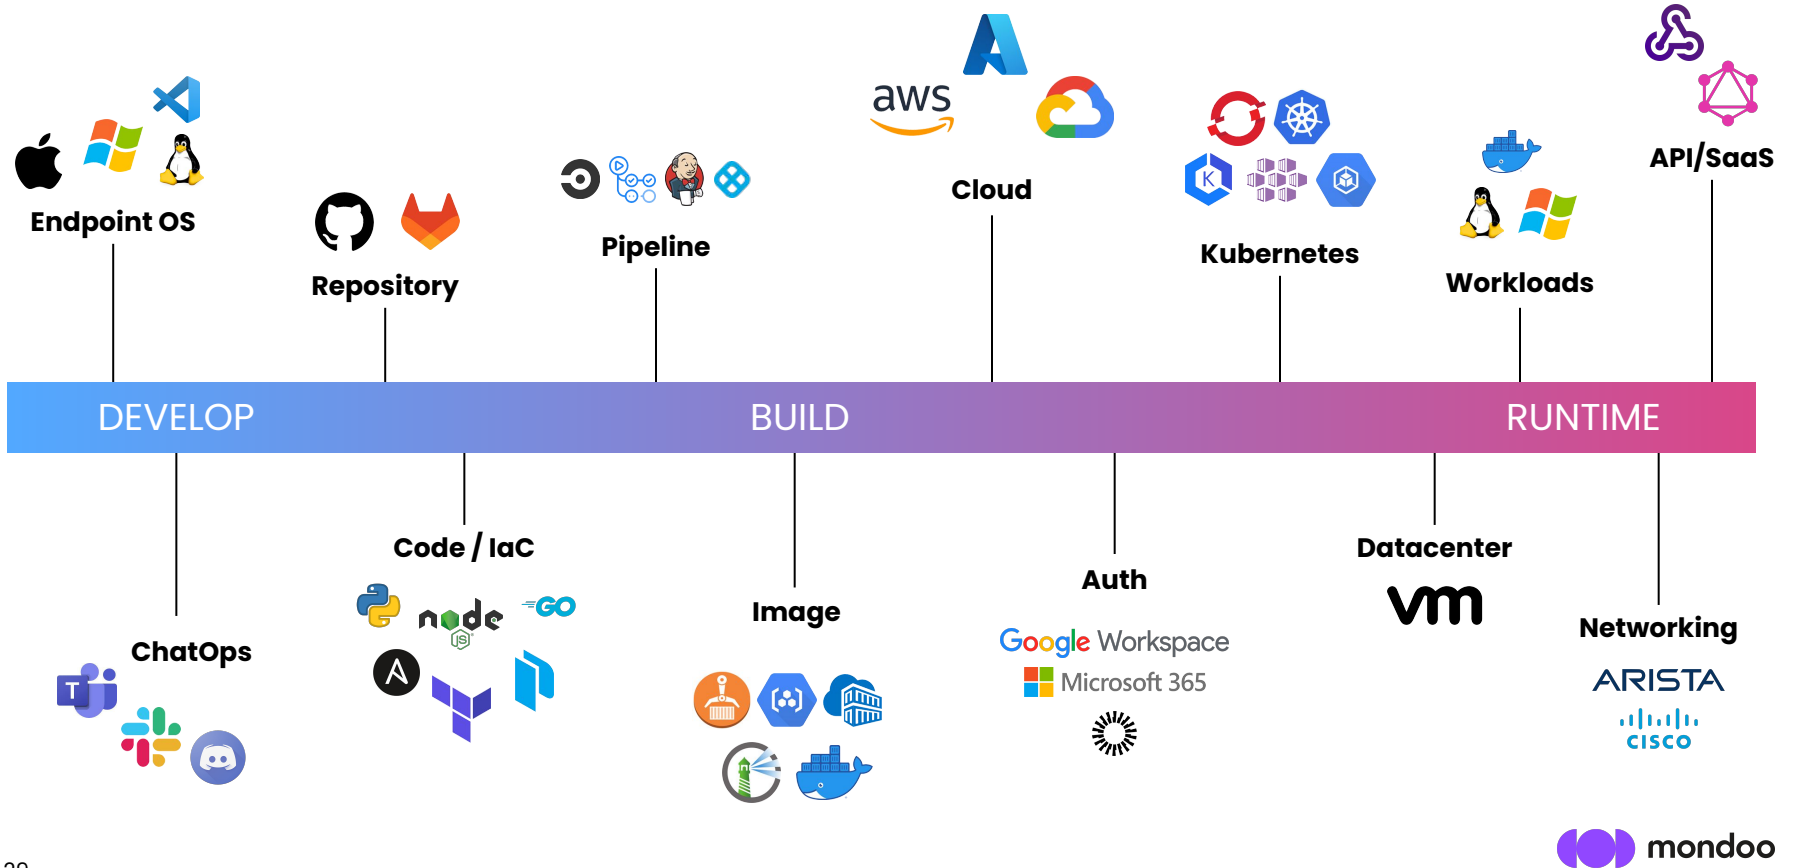 aws
Endpoint OS
Repository
Pipeline
Cloud
K
Kubernetes
Workloads
API/SaaS
DEVELOP
BUILD
RUNTIME
ChatOps
T
Code / IaC
node
JS
GO
A
Image
Auth
Google Workspace
Microsoft 365
Datacenter
vm
Networking
ARISTA
CISCO
mondoo